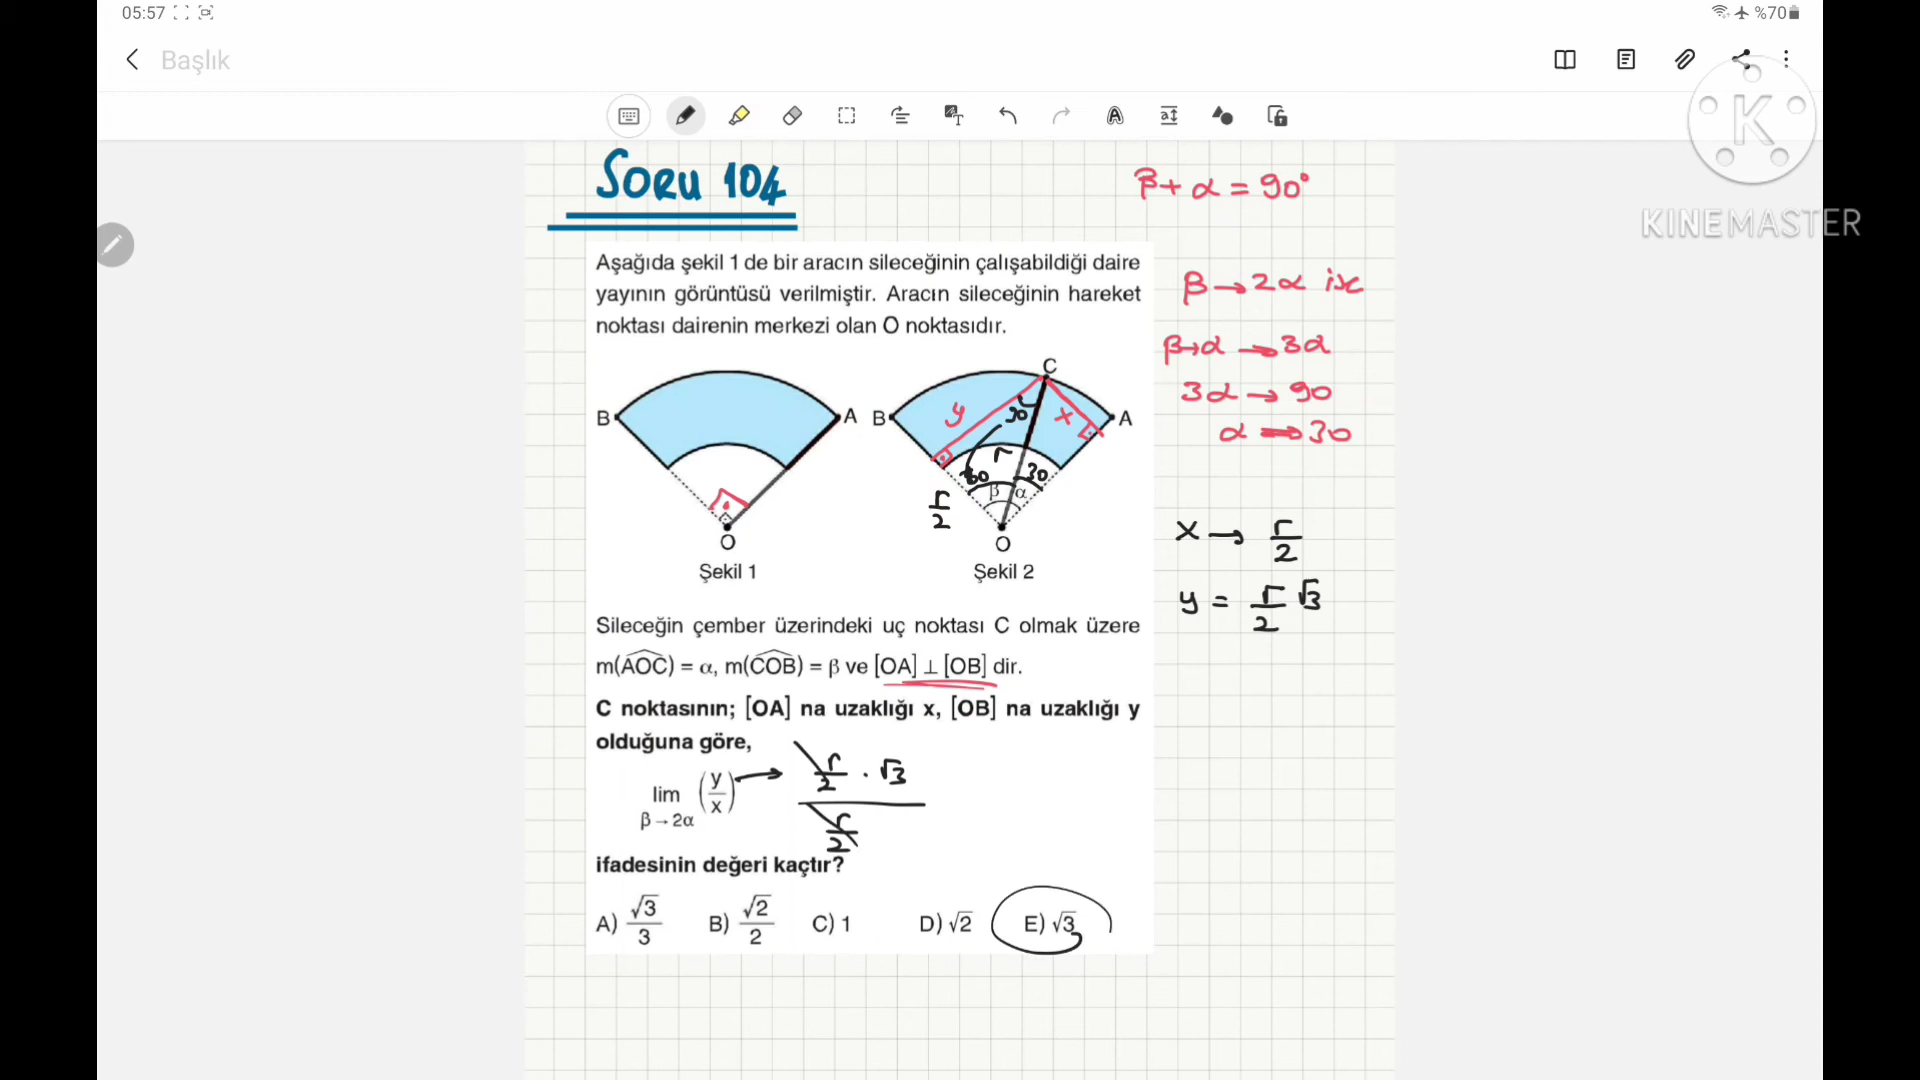 05:57
%70
Başlık
KINEMASTER
SORU 104
β + α = 90°
Aşağıda şekil 1 de bir aracın sileceğinin çalışabildiği daire
yayının görüntüsü verilmiştir. Aracın sileceğinin hareket
noktası dairenin merkezi olan O noktasıdır.
β → 2α ise
β+α → 3α
3α → 90
α → 30
B A O
Şekil 1
B C A O
y x 30 r 60 30 β α
r/2
Şekil 2
x → r/2
y = r/2 √3
Sileceğin çember üzerindeki uç noktası C olmak üzere
m(AOC) = α, m(COB) = β ve [OA] ⊥ [OB] dir.
C noktasının; [OA] na uzaklığı x, [OB] na uzaklığı y
olduğuna göre,
lim β→2α (y/x) → r/2 . √3 / r/2
ifadesinin değeri kaçtır?
A) √3/3 B) √2/2 C) 1 D) √2 E) √3